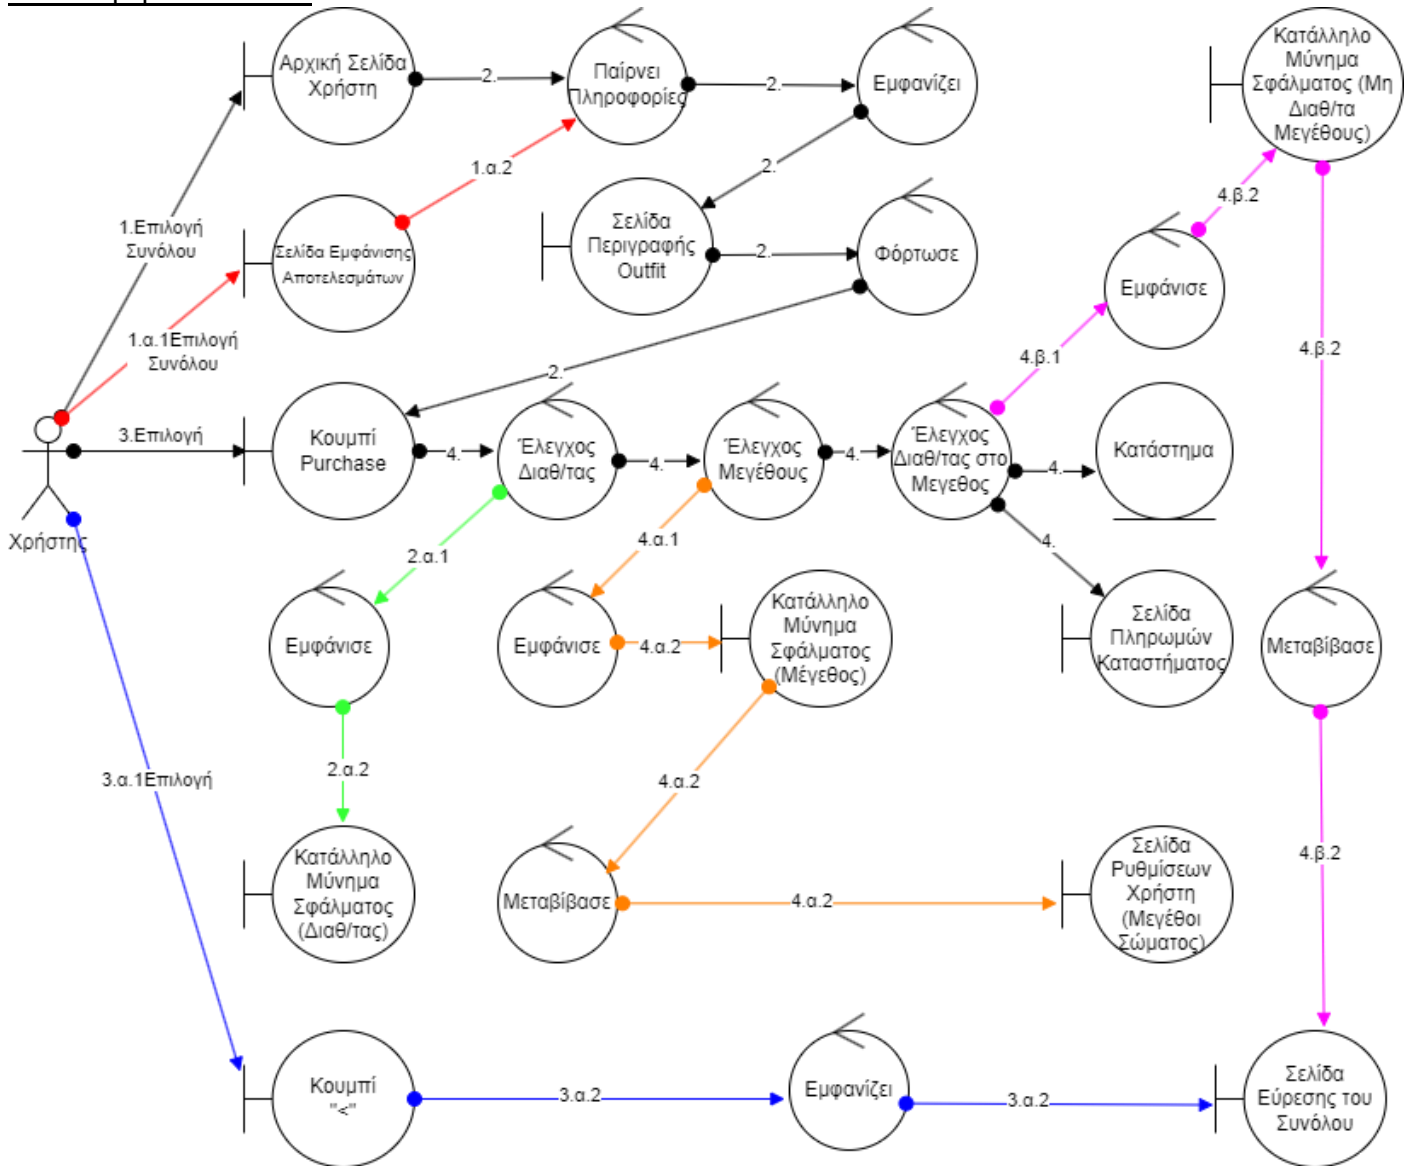 Αρχική Σελίδα
Χρήστη
2.
Παίρνει
Πληροφορίες
2.
Εμφανίζει
Κατάλληλο
Μύνημα
Σφάλματος (Μη
Διαθ/τα
Μεγέθους)
1.α.2
2.
4.β.2
1.Επιλογή
Συνόλου
Σελίδα Εμφάνισης
Αποτελεσμάτων
Σελίδα
Περιγραφής
Outfit
2.
Φόρτωσε
Εμφάνισε
1.α.1Επιλογή
Συνόλου
2.
4.β.1
4.β.2
3.Επιλογή
Κουμπί
Purchase
4.
Έλεγχος
Διαθ/τας
4.
Έλεγχος
Μεγέθους
4.
Έλεγχος
Διαθ/τας στο
Μεγεθος
4.
Κατάστημα
Χρήστης
2.α.1
4.α.1
4.
Εμφάνισε
Εμφάνισε
4.α.2
Κατάλληλο
Μύνημα
Σφάλματος
(Μέγεθος)
Σελίδα
Πληρωμών
Καταστήματος
Μεταβίβασε
3.α.1Επιλογή
2.α.2
4.α.2
4.β.2
Κατάλληλο
Μύνημα
Σφάλματος
(Διαθ/τας)
Μεταβίβασε
4.α.2
Σελίδα
Ρυθμίσεων
Χρήστη
(Μεγέθοι
Σώματος)
Κουμπί
"<"
3.α.2
Εμφανίζει
3.α.2
Σελίδα
Εύρεσης του
Συνόλου